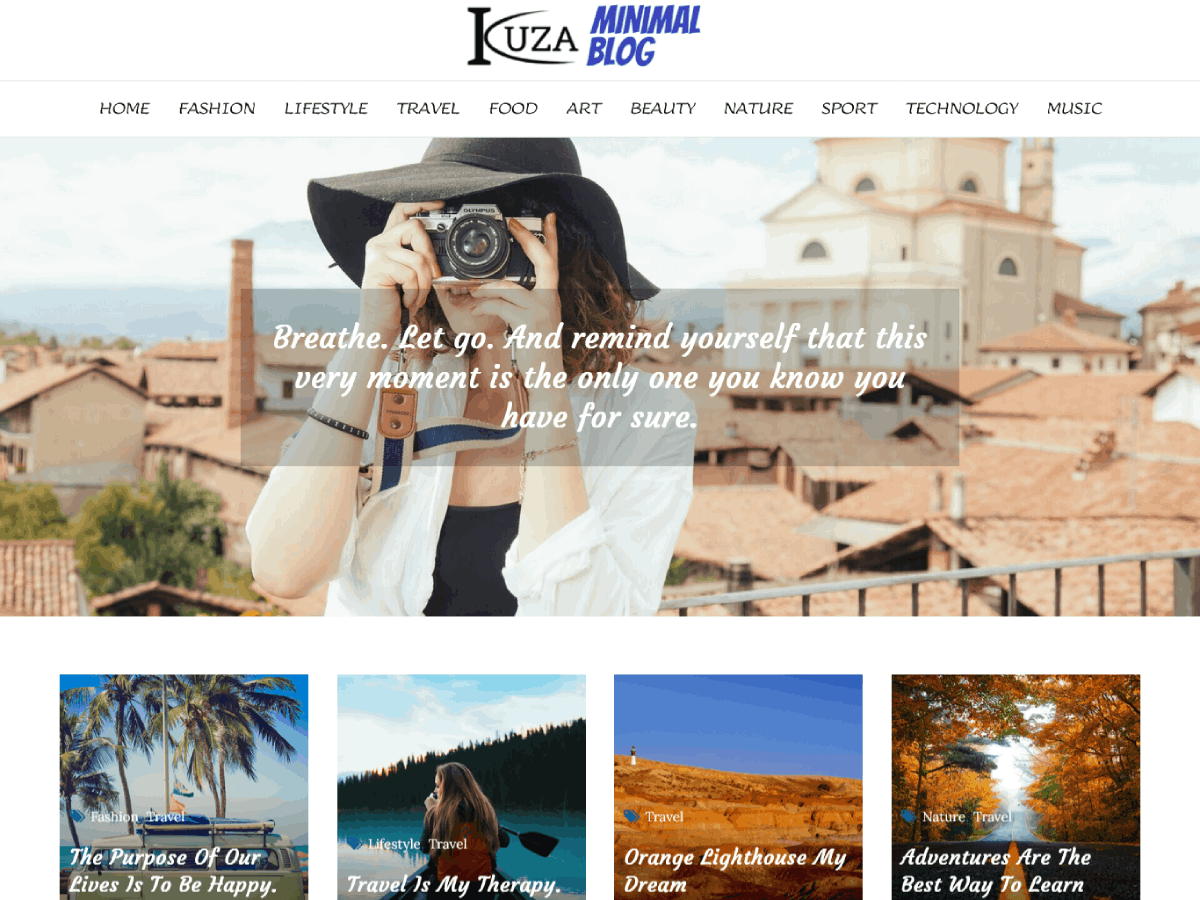 KUZA MINIMAL BLOG
HOME FASHION LIFESTYLE TRAVEL FOOD ART BEAUTY NATURE SPORT TECHNOLOGY MUSIC
OLYMPUS
Breathe. Let go. And remind yourself that this
very moment is the only one you know you
have for sure.
Fashion Travel
The Purpose Of Our
Lives Is To Be Happy.
Lifestyle Travel
Travel Is My Therapy.
Travel
Orange Lighthouse My
Dream
Nature Travel
Adventures Are The
Best Way To Learn